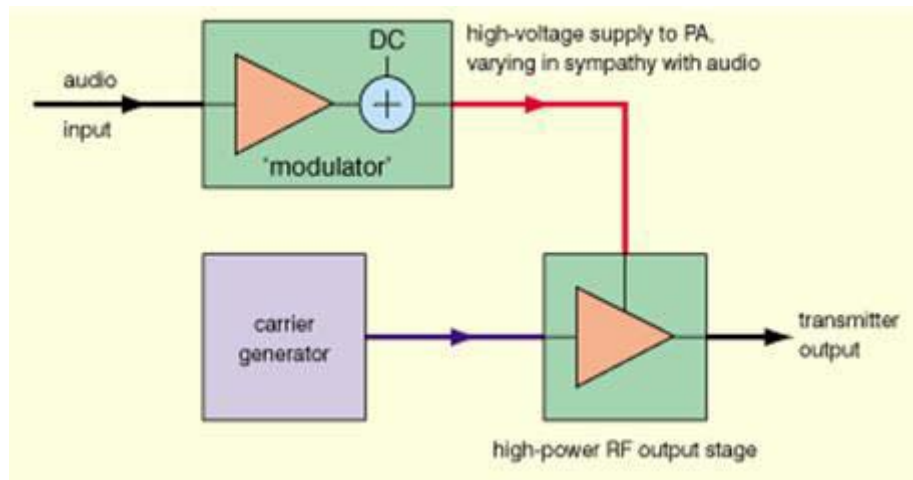 audio
input
DC
+
'modulator'
high-voltage supply to PA,
varying in sympathy with audio
carrier
generator
transmitter
output
high-power RF output stage